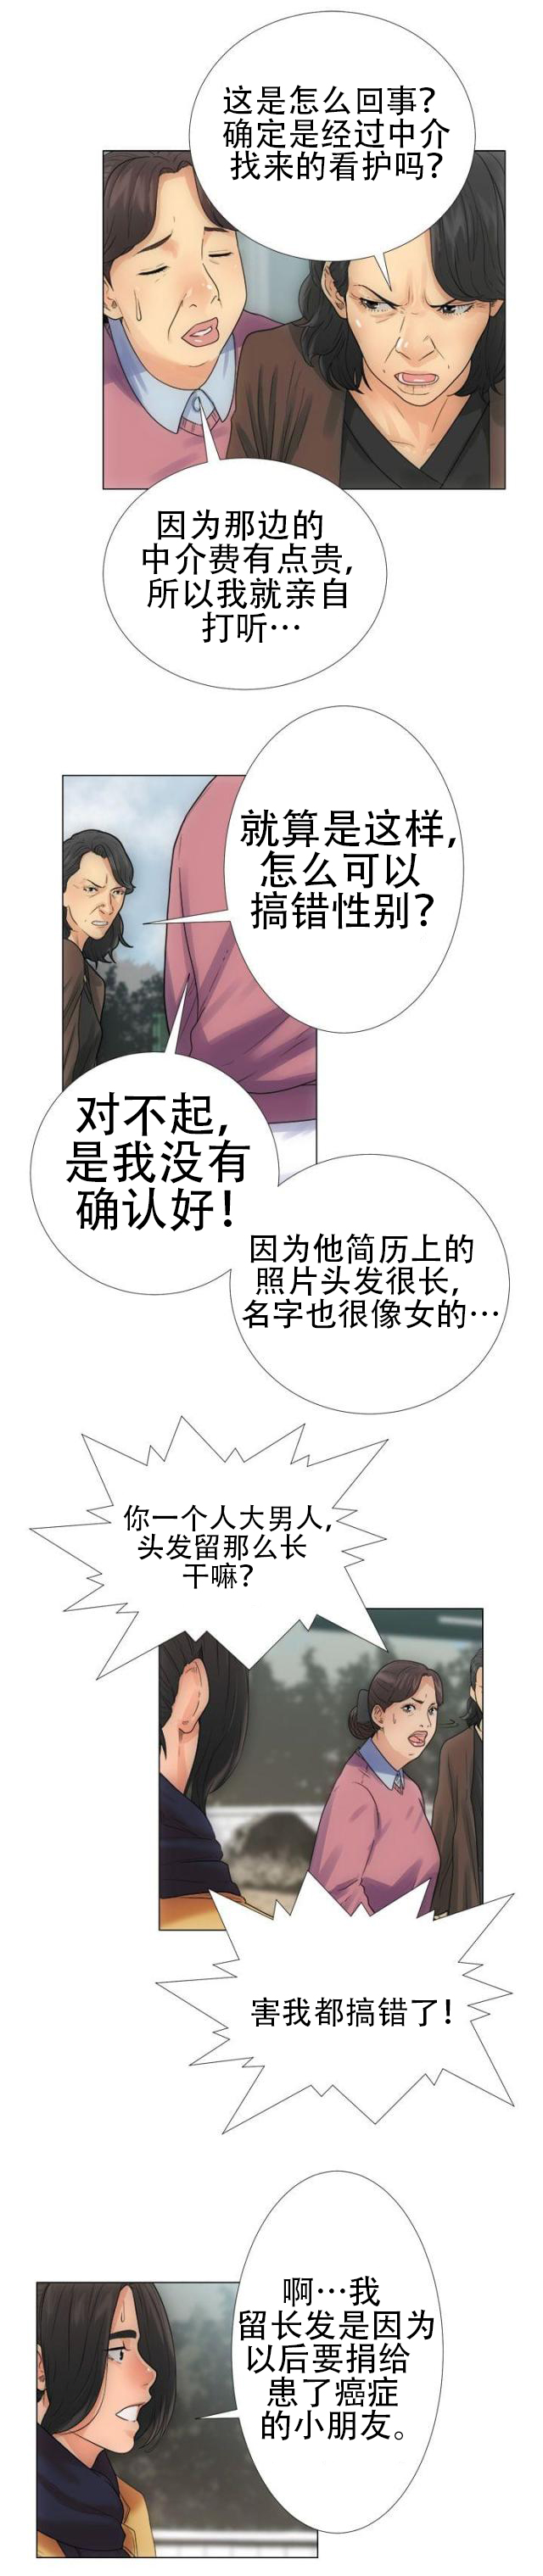 这是怎么回事？
确定是经过中介
找来的看护吗？
因为那边的
中介费有点贵，
所以我就亲自
打听…
就算是这样，
怎么可以
搞错性别？
对不起，
是我没有
确认好！
因为他简历上的
照片头发很长，
名字也很像女的…
你一个人大男人，
头发留那么长
干嘛？
害我都搞错了！
啊…我
留长发是因为
以后要捐给
患了癌症
的小朋友。